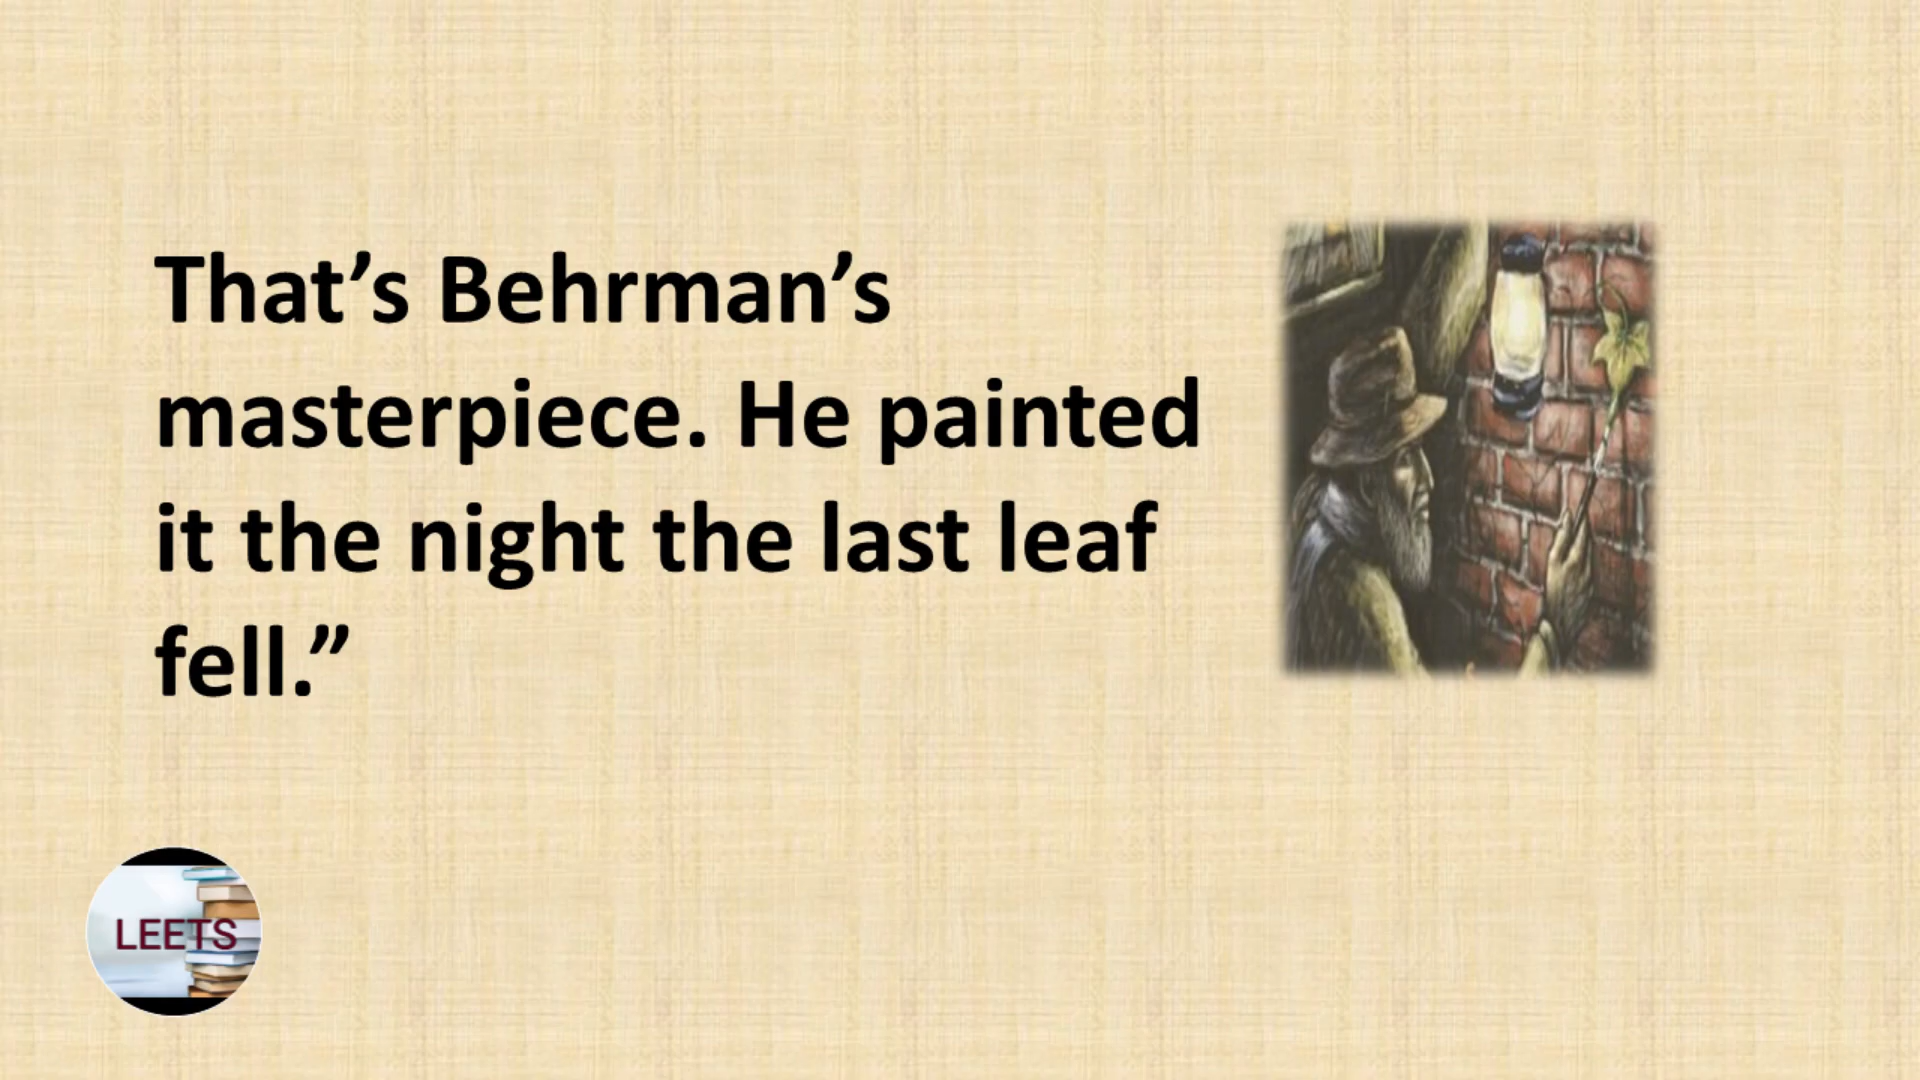 That’s Behrman’s
masterpiece. He painted
it the night the last leaf
fell.”
LEETS